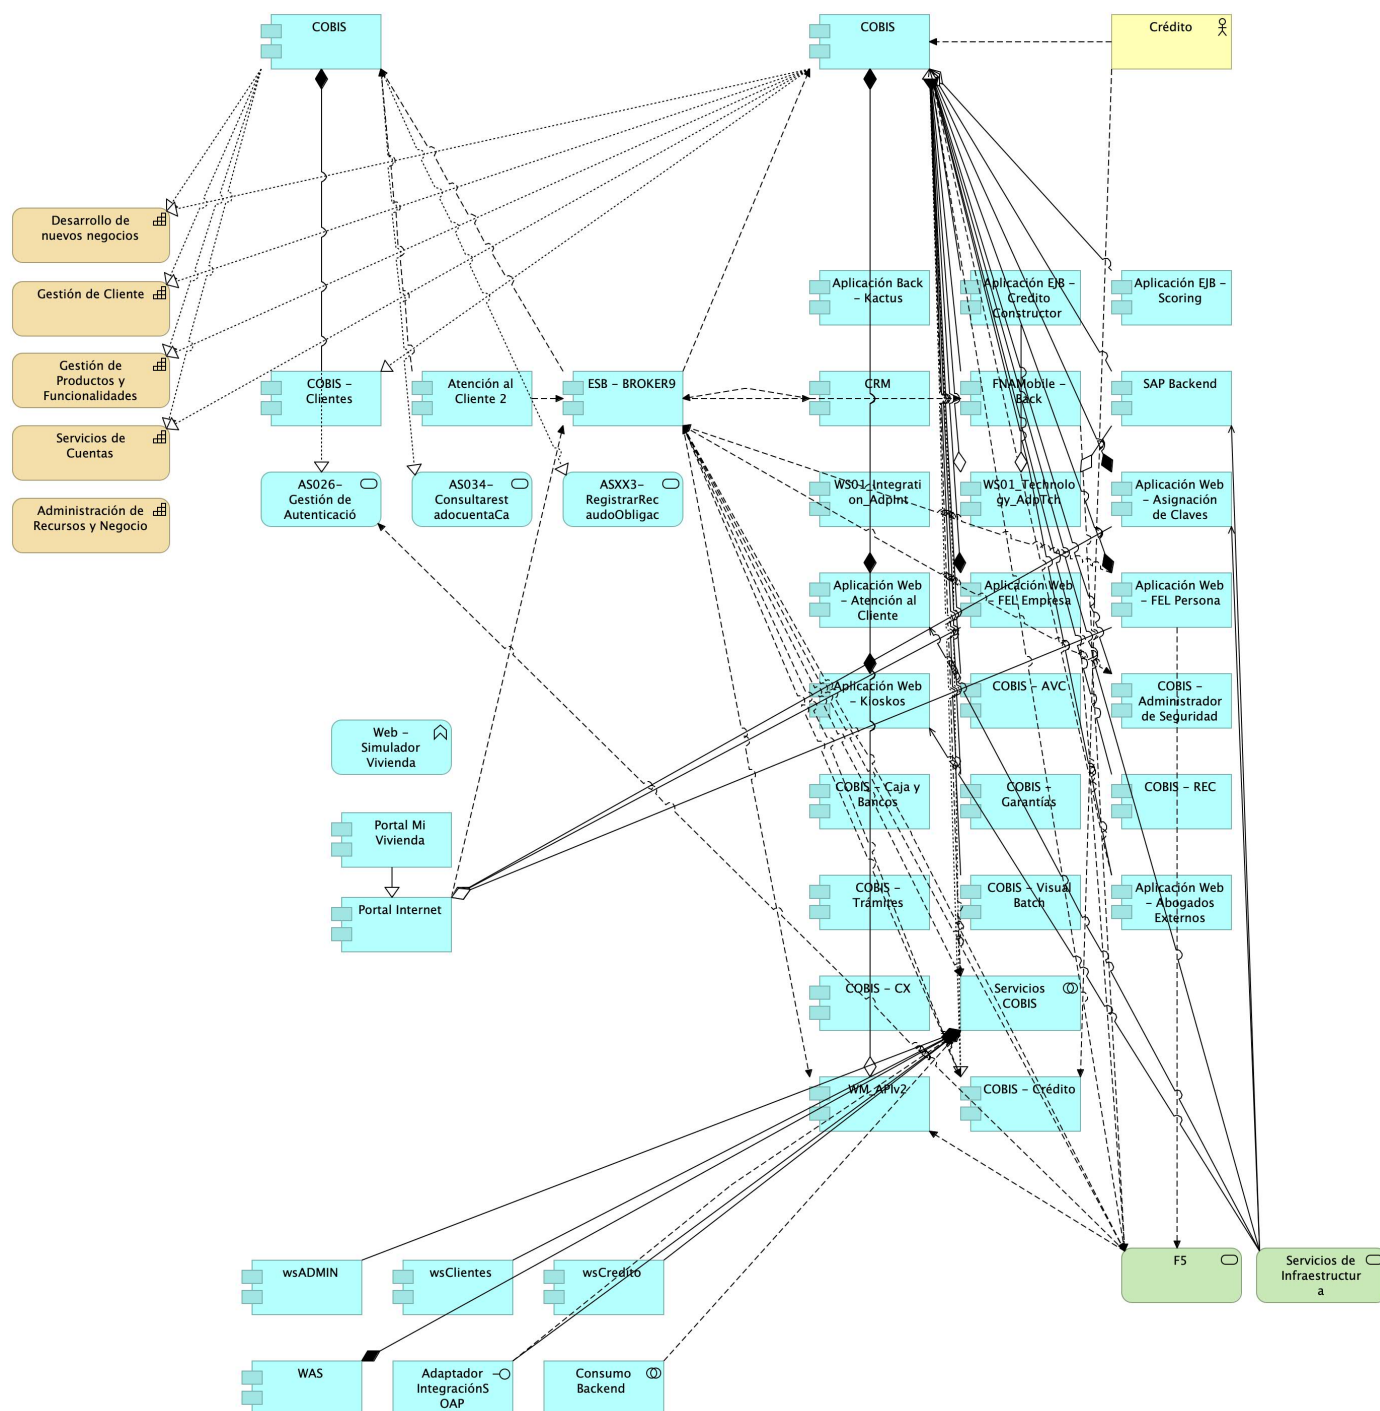 COBIS
COBIS
Crédito
Desarrollo de
nuevos negocios
Gestión de Cliente
Gestión de
Productos y
Funcionalidades
Servicios de
Cuentas
Administración de
Recursos y Negocio
Aplicación Back
– Kactus
Aplicación EJB –
Credito
Constructor
Aplicación EJB –
Scoring
COBIS –
Clientes
Atención al
Cliente 2
ESB – BROKER9
CRM
FNAMobile –
Back
SAP Backend
AS026–
Gestión de
Autenticació
AS034–
Consultarest
adocuentaCa
ASXX3–
RegistrarRec
audoObligac
WS01_Integrati
on_AdpInt
WS01_Technolo
gy_AdpTch
Aplicación Web
– Asignación
de Claves
Aplicación Web
– Atención al
Cliente
Aplicación Web
– FEL Empresa
Aplicación Web
– FEL Persona
Aplicación Web
– Kioskos
COBIS – AVC
COBIS –
Administrador
de Seguridad
Web –
Simulador
Vivienda
COBIS – Caja y
Bancos
COBIS –
Garantías
COBIS – REC
Portal Mi
Vivienda
COBIS –
Trámites
COBIS – Visual
Batch
Aplicación Web
– Abogados
Externos
Portal Internet
COBIS – CX
Servicios
COBIS
WM_APIv2
COBIS – Crédito
wsADMIN
wsClientes
wsCredito
F5
Servicios de
Infraestructur
a
WAS
Adaptador
IntegraciónS
OAP
Consumo
Backend